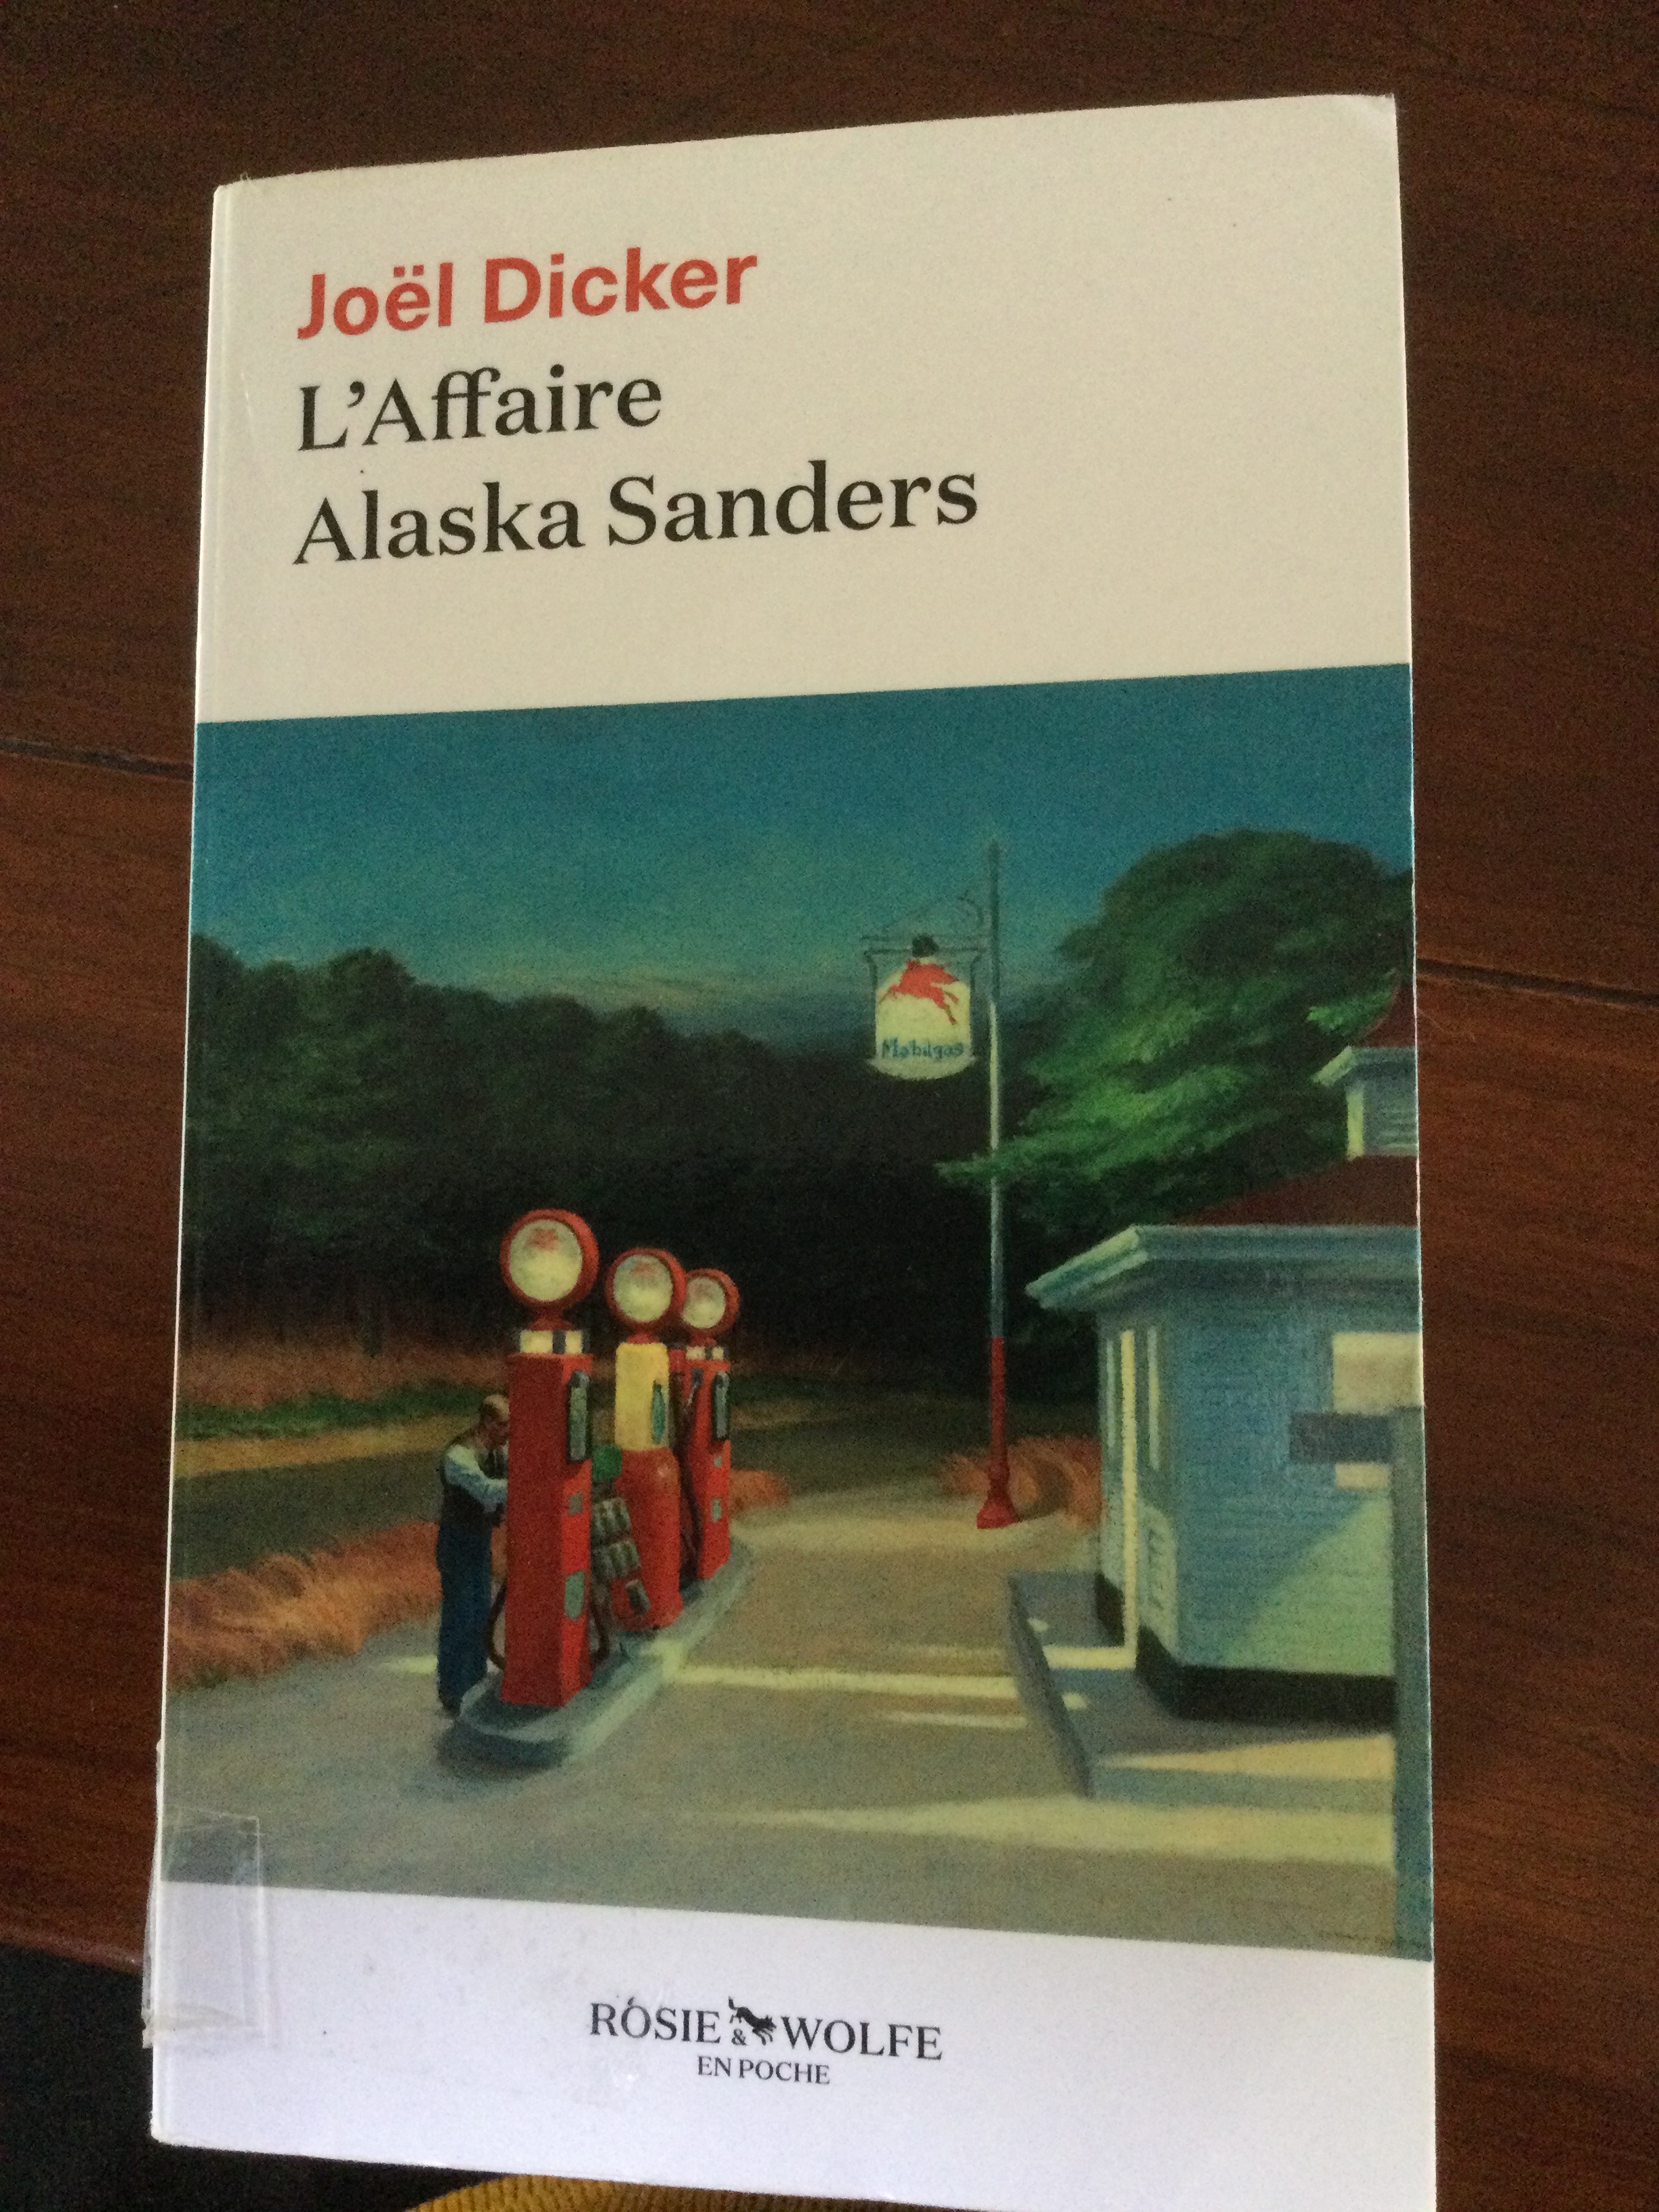 Joël Dicker
L'Affaire
Alaska Sanders
Mobilgas
RÓSIE & WOLFE
EN POCHE